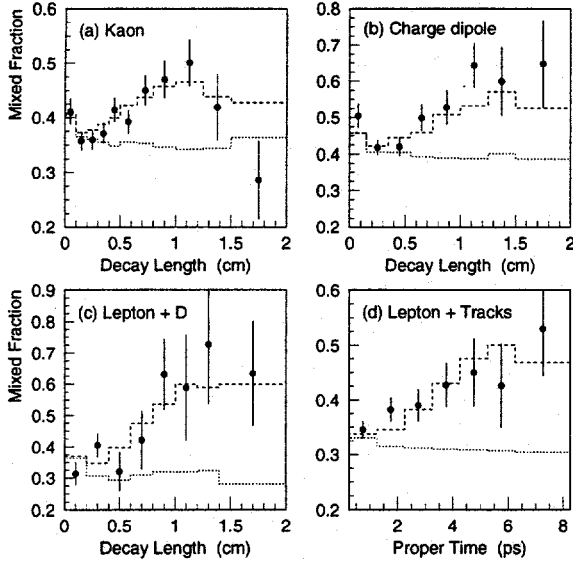 (a) Kaon
Mixed Fraction
0.6
0.5
0.4
0.3
0.2
0 0.5 1 1.5 2
Decay Length (cm)
(b) Charge dipole
0.8
0.7
0.6
0.5
0.4
0.3
0.2
0 0.5 1 1.5 2
Decay Length (cm)
(c) Lepton + D
Mixed Fraction
0.9
0.8
0.7
0.6
0.5
0.4
0.3
0.2
0 0.5 1 1.5 2
Decay Length (cm)
(d) Lepton + Tracks
0.6
0.5
0.4
0.3
0.2
2 4 6 8
Proper Time (ps)